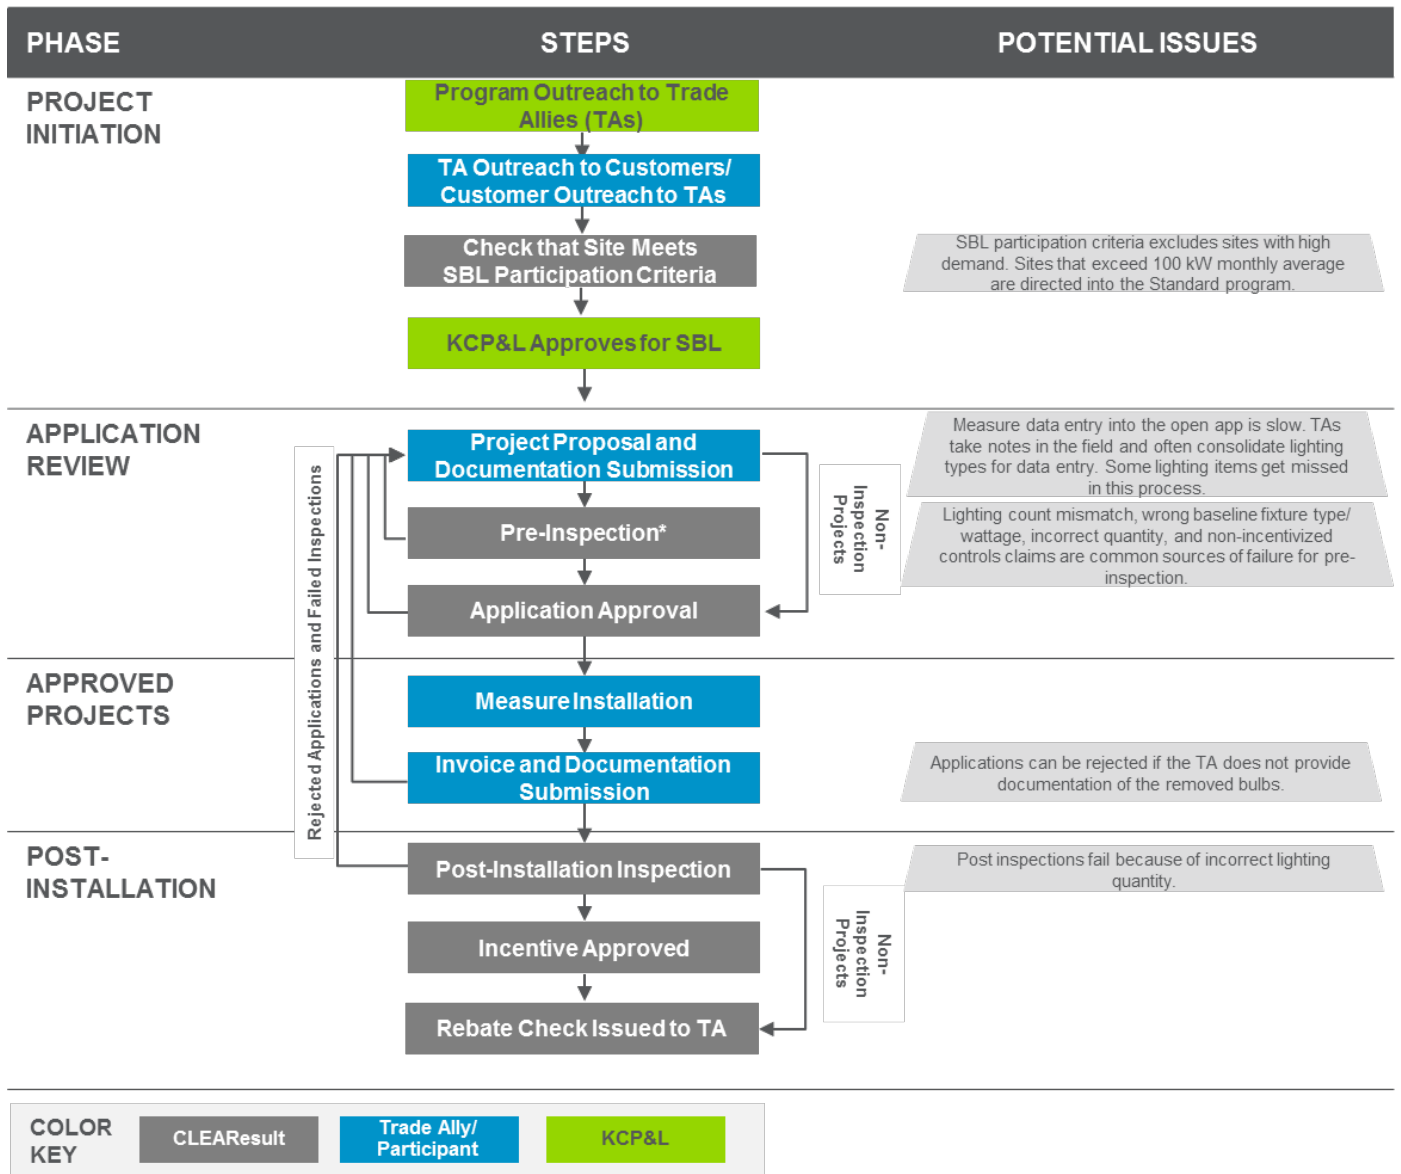 PHASE
STEPS
POTENTIAL ISSUES
PROJECT
INITIATION
Program Outreach to Trade
Allies (TAs)
TA Outreach to Customers/
Customer Outreach to TAs
Check that Site Meets
SBL Participation Criteria
SBL participation criteria excludes sites with high
demand. Sites that exceed 100 kW monthly average
are directed into the Standard program.
KCP&L Approves for SBL
APPLICATION
REVIEW
Rejected Applications and Failed Inspections
Project Proposal and
Documentation Submission
Pre-Inspection*
Application Approval
Non-
Inspection
Projects
Measure data entry into the open app is slow. TAs
take notes in the field and often consolidate lighting
types for data entry. Some lighting items get missed
in this process.
Lighting count mismatch, wrong baseline fixture type/
wattage, incorrect quantity, and non-incentivized
controls claims are common sources of failure for pre-
inspection.
APPROVED
PROJECTS
Measure Installation
Invoice and Documentation
Submission
Applications can be rejected if the TA does not provide
documentation of the removed bulbs.
POST-
INSTALLATION
Post-Installation Inspection
Incentive Approved
Rebate Check Issued to TA
Non-
Inspection
Projects
Post inspections fail because of incorrect lighting
quantity.
COLOR
KEY
CLEAResult
Trade Ally/
Participant
KCP&L